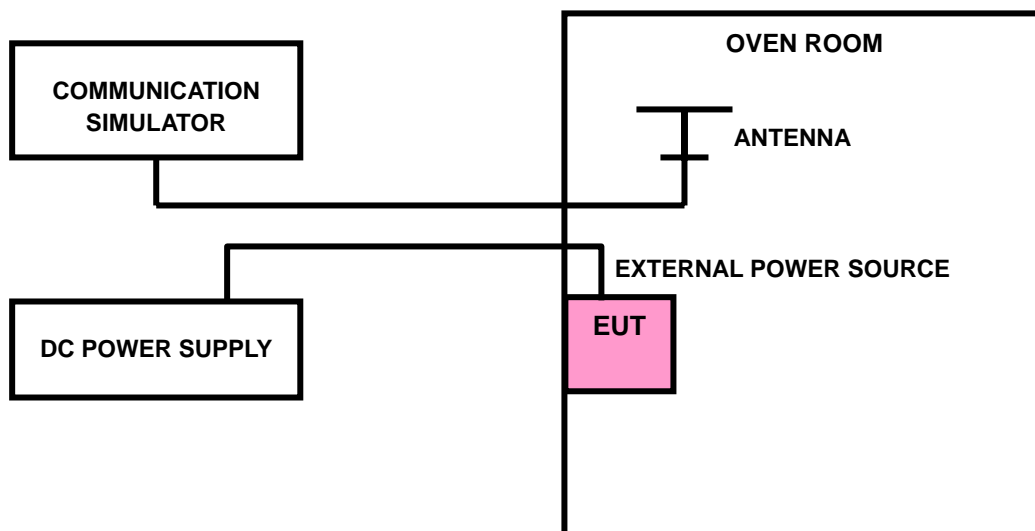 OVEN ROOM
COMMUNICATION
SIMULATOR
ANTENNA
EXTERNAL POWER SOURCE
EUT
DC POWER SUPPLY